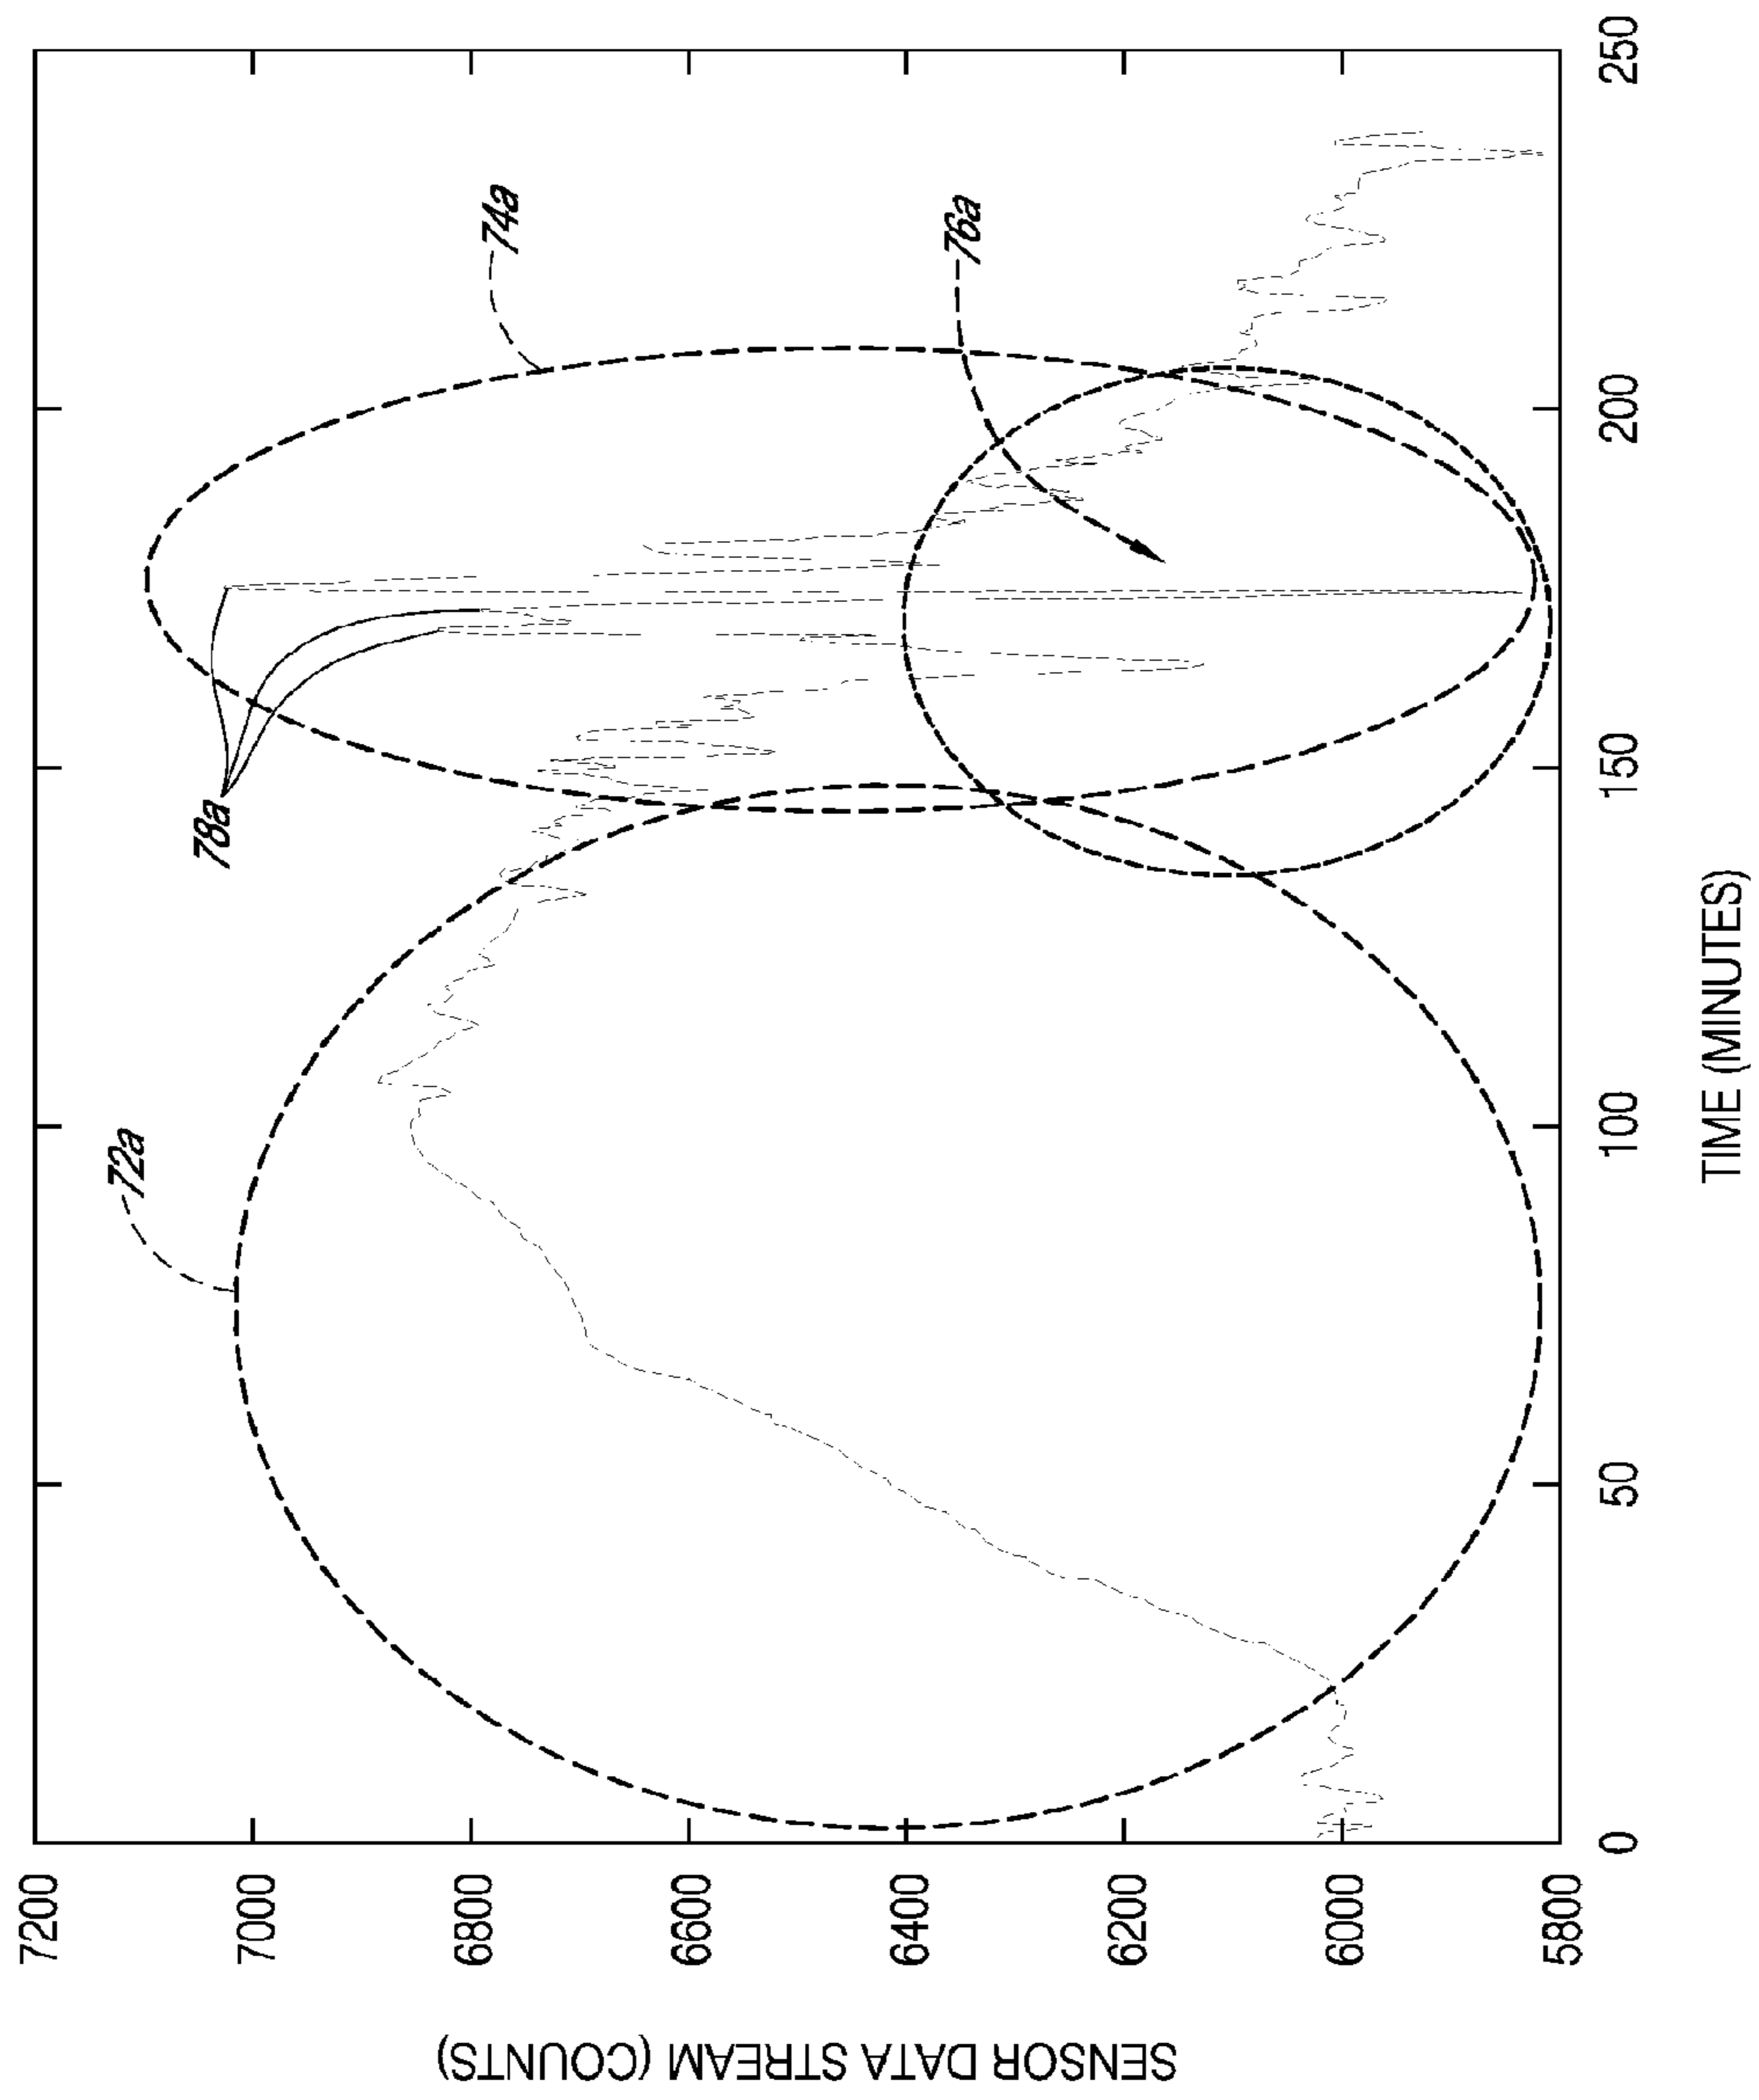 SENSOR DATA STREAM (COUNTS)
7200
7000
6800
6600
6400
6200
6000
5800
0
50
100
150
200
250
TIME (MINUTES)
72a
78a
74a
76a